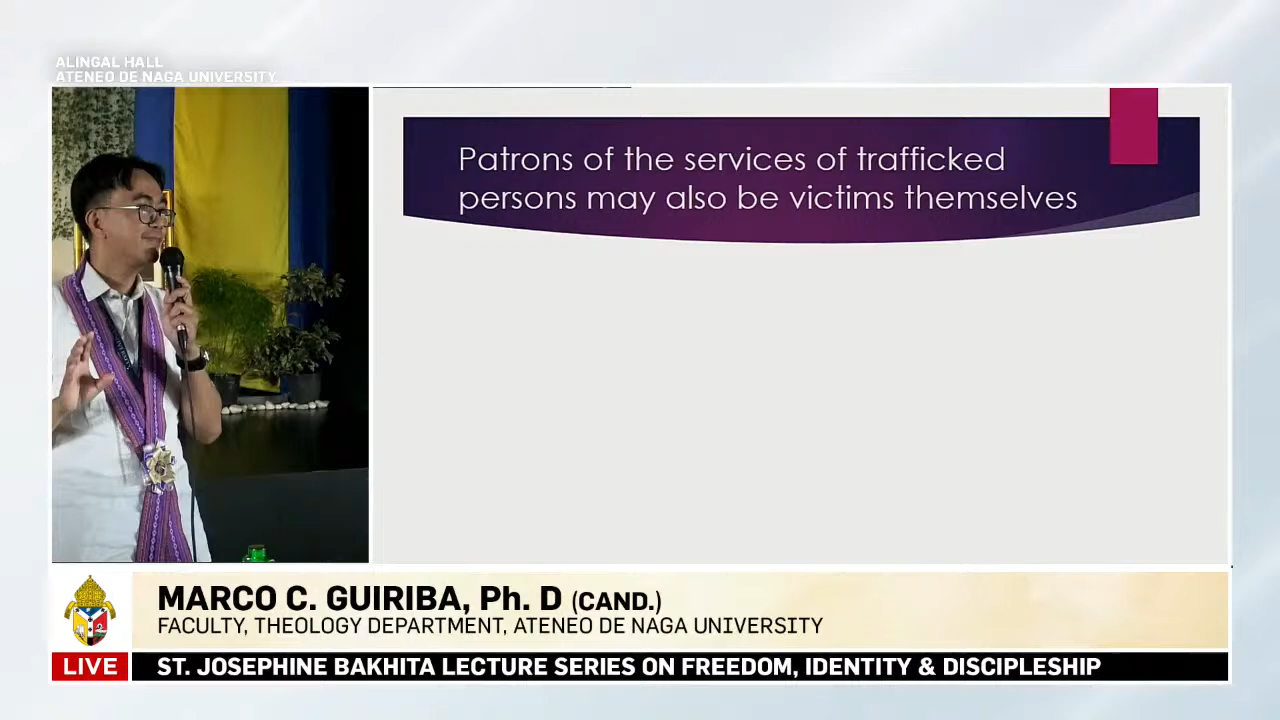 ALINGAL HALL
ATENEO DE NAGA UNIVERSITY
Patrons of the services of trafficked
persons may also be victims themselves
MARCO C. GUIRIBA, Ph. D (CAND.)
FACULTY, THEOLOGY DEPARTMENT, ATENEO DE NAGA UNIVERSITY
LIVE
ST. JOSEPHINE BAKHITA LECTURE SERIES ON FREEDOM, IDENTITY & DISCIPLESHIP